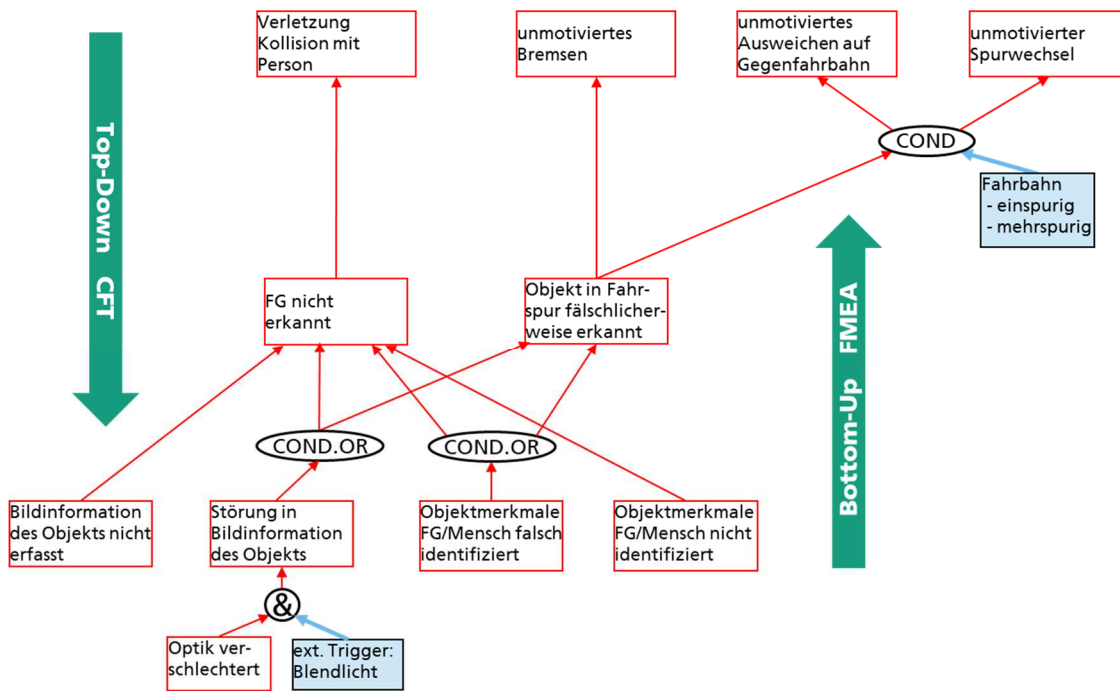 Verletzung
Kollision mit
Person
unmotiviertes
Bremsen
unmotiviertes
Ausweichen auf
Gegenfahrbahn
unmotivierter
Spurwechsel
COND
Fahrbahn
- einspurig
- mehrspurig
Top-Down CFT
Bottom-Up FMEA
FG nicht
erkannt
Objekt in Fahr-
spur fälschlicher-
weise erkannt
COND.OR
COND.OR
Bildinformation
des Objekts nicht
erfasst
Störung in
Bildinformation
des Objekts
Objektmerkmale
FG/Mensch falsch
identifiziert
Objektmerkmale
FG/Mensch nicht
identifiziert
&
Optik ver-
schlechtert
ext. Trigger:
Blendlicht